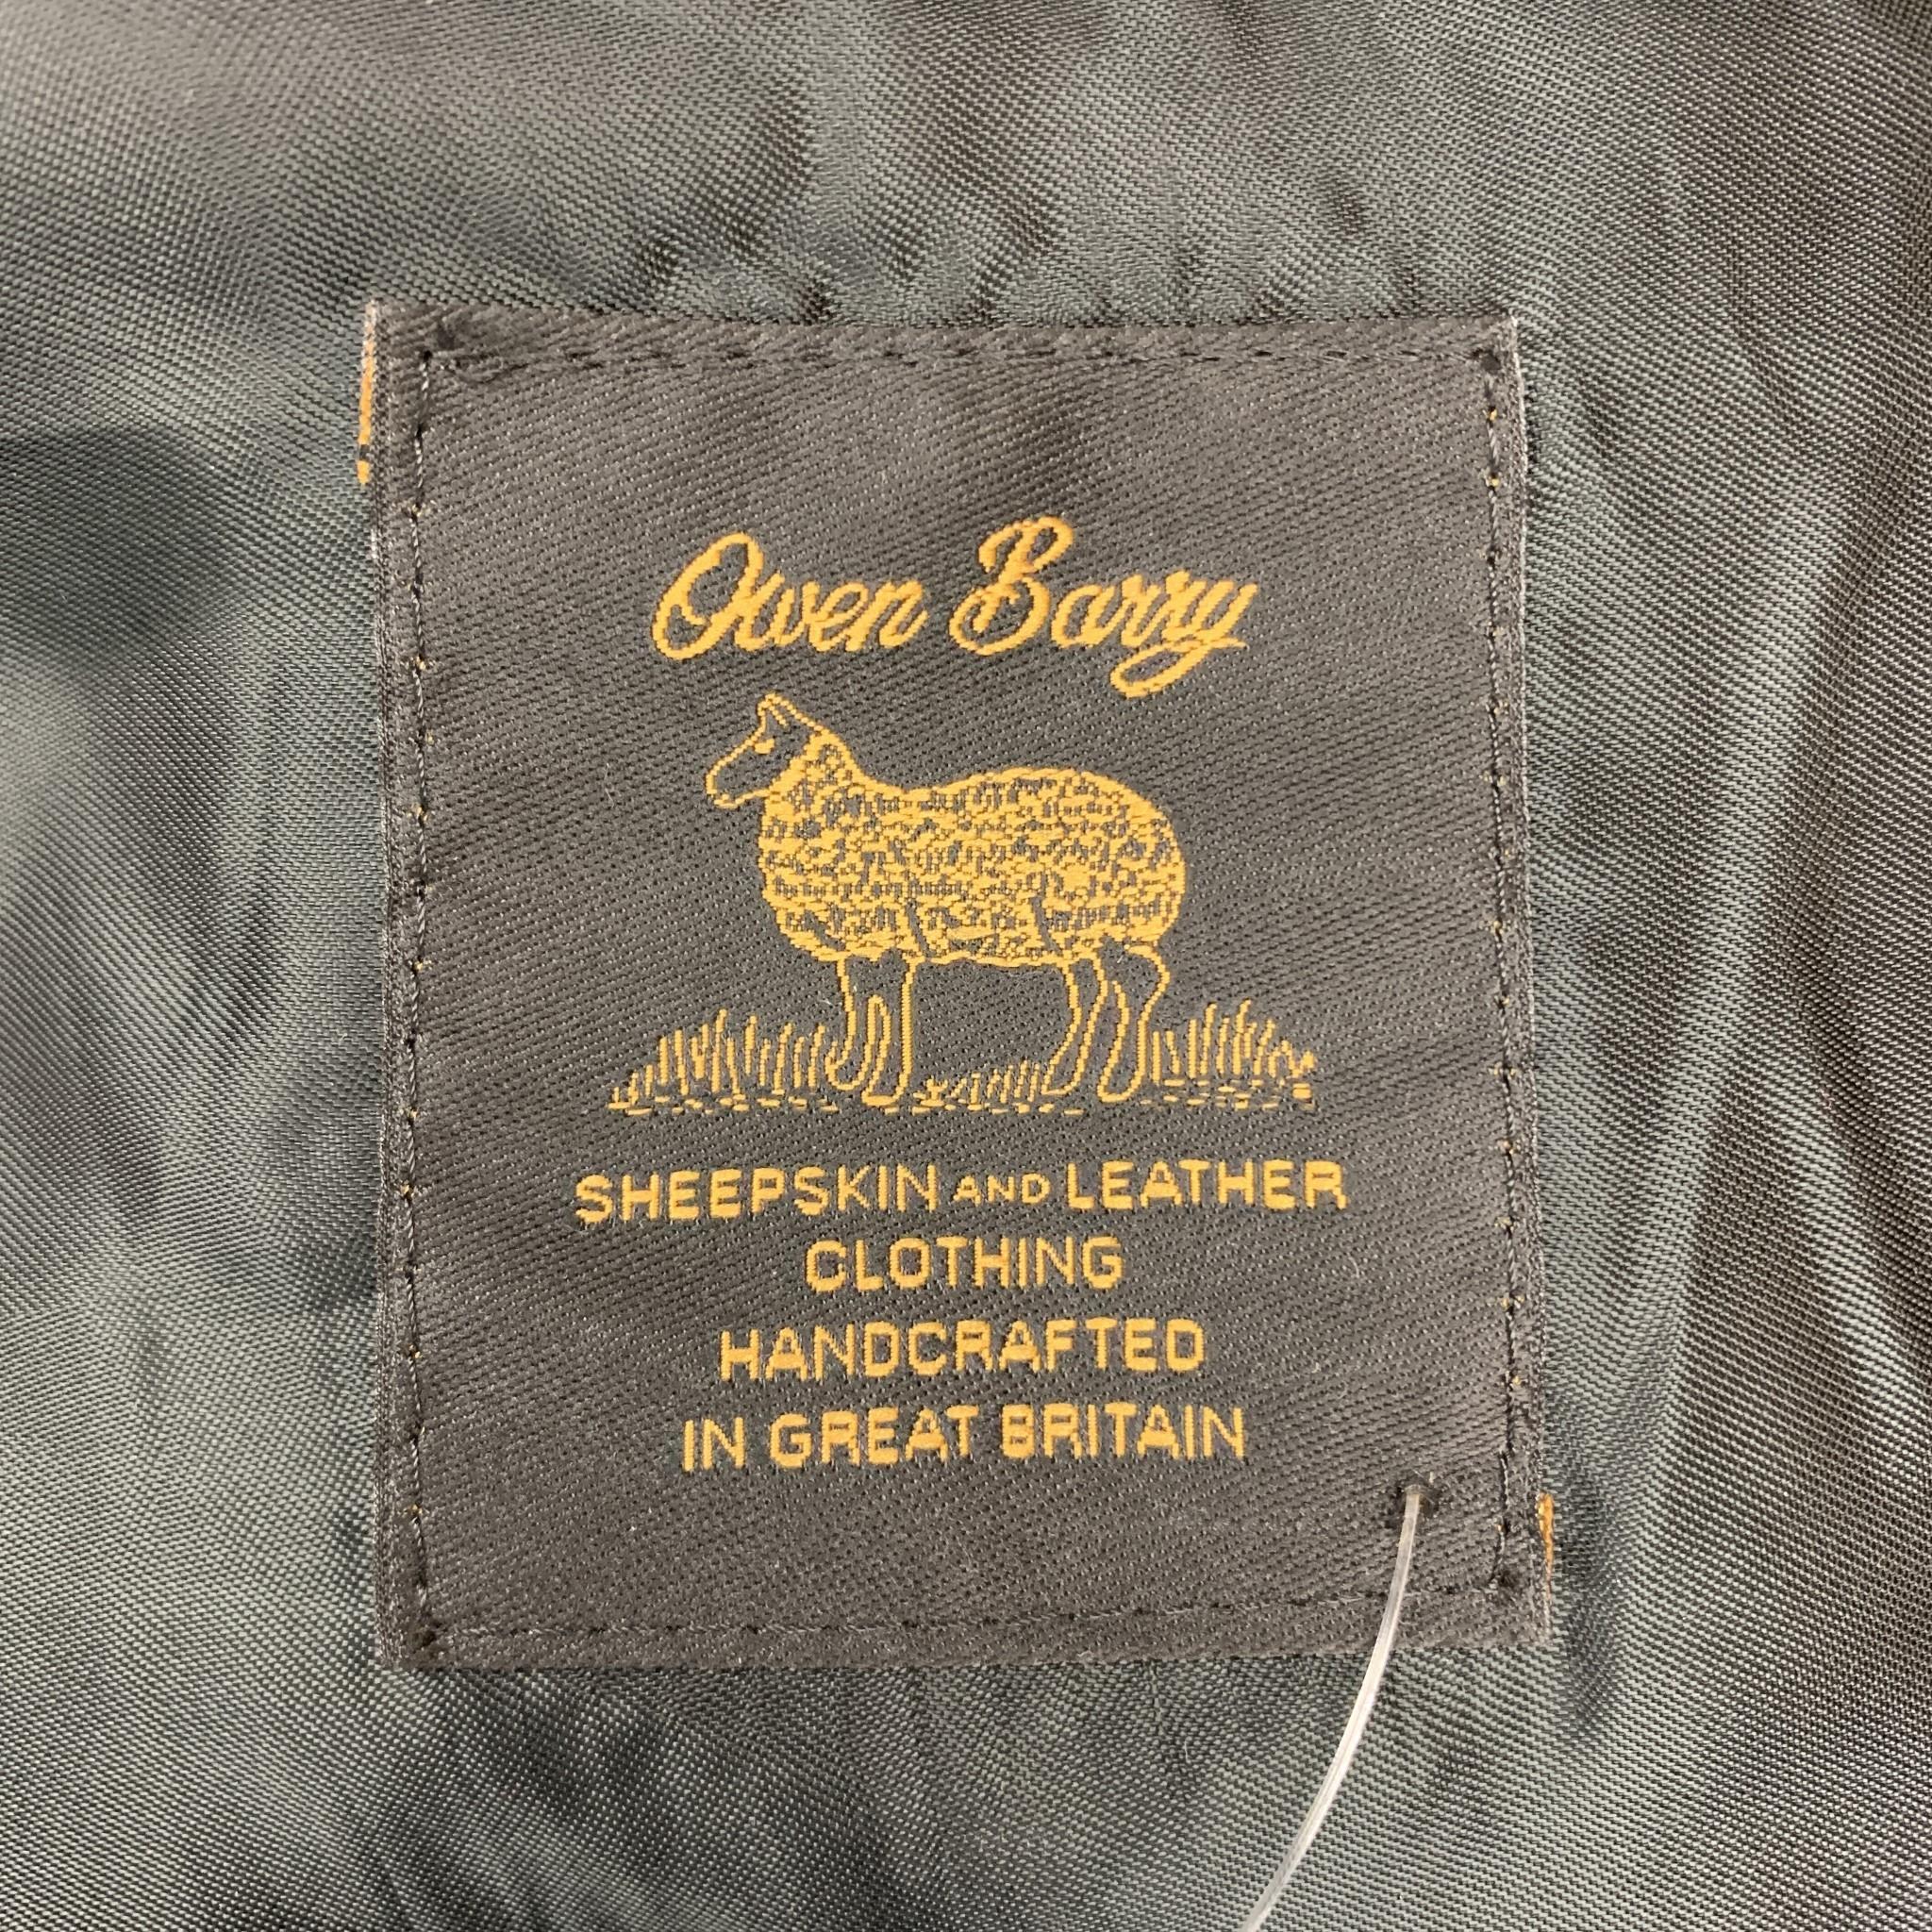 Owen Barry
SHEEPSKIN AND LEATHER
CLOTHING
HANDCRAFTED
IN GREAT BRITAIN